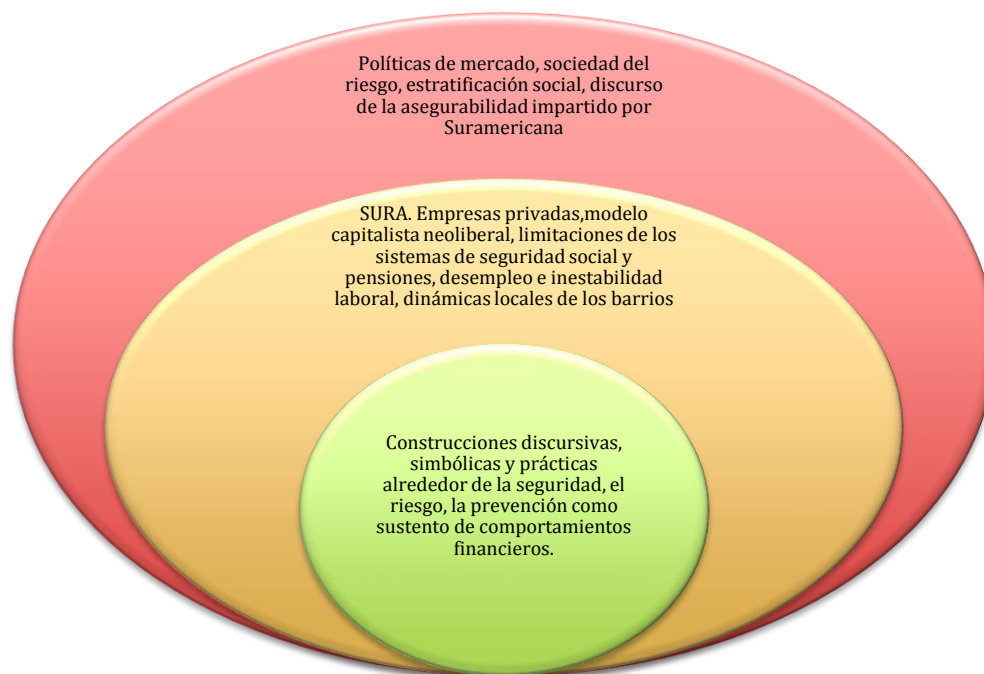 Políticas de mercado, sociedad del
riesgo, estratificación social, discurso
de la asegurabilidad impartido por
Suramericana
SURA. Empresas privadas,modelo
capitalista neoliberal, limitaciones de los
sistemas de seguridad social y
pensiones, desempleo e inestabilidad
laboral, dinámicas locales de los barrios
Construcciones discursivas,
simbólicas y prácticas
alrededor de la seguridad, el
riesgo, la prevención como
sustento de comportamientos
financieros.